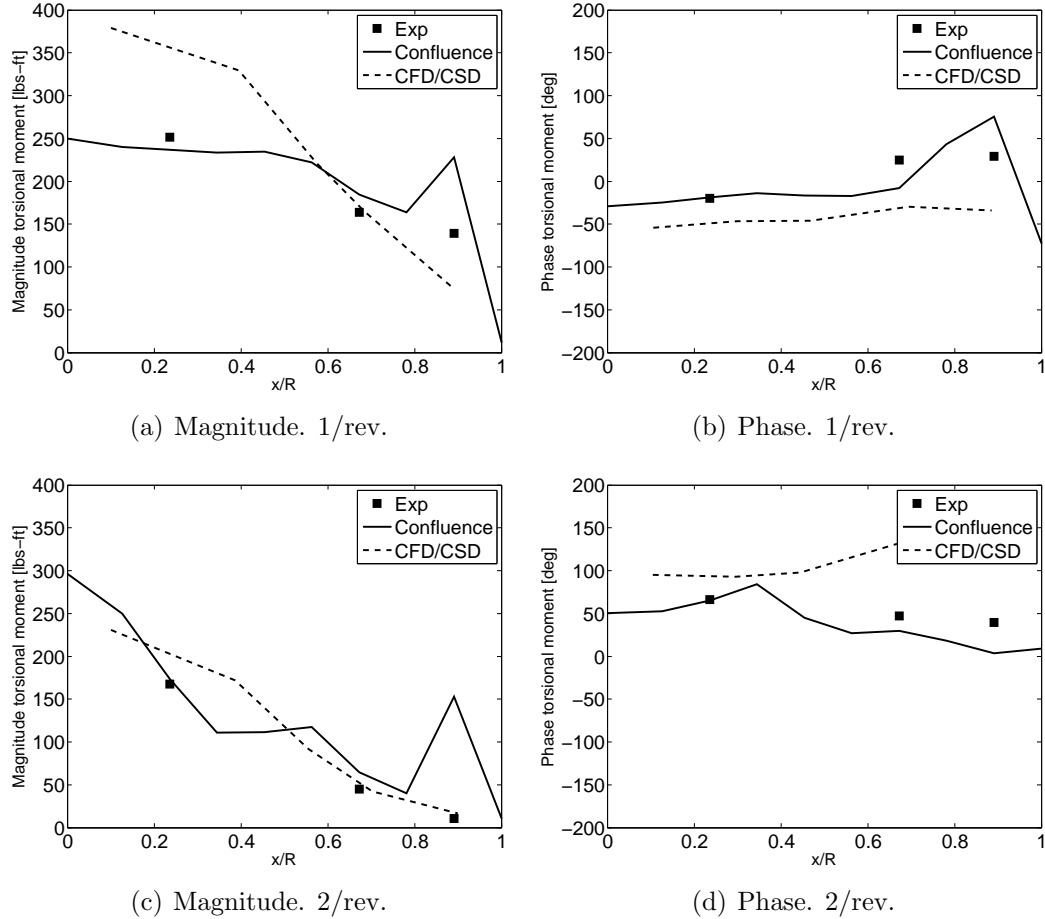 400
350
300
250
200
150
100
50
0
Magnitude torsional moment [lbs−ft]
0 0.2 0.4 0.6 0.8 1
x/R
Exp
Confluence
CFD/CSD
(a) Magnitude. 1/rev.
200
150
100
50
0
−50
−100
−150
−200
Phase torsional moment [deg]
0 0.2 0.4 0.6 0.8 1
x/R
Exp
Confluence
CFD/CSD
(b) Phase. 1/rev.
400
350
300
250
200
150
100
50
0
Magnitude torsional moment [lbs−ft]
0 0.2 0.4 0.6 0.8 1
x/R
Exp
Confluence
CFD/CSD
(c) Magnitude. 2/rev.
200
150
100
50
0
−50
−100
−150
−200
Phase torsional moment [deg]
0 0.2 0.4 0.6 0.8 1
x/R
Exp
Confluence
CFD/CSD
(d) Phase. 2/rev.